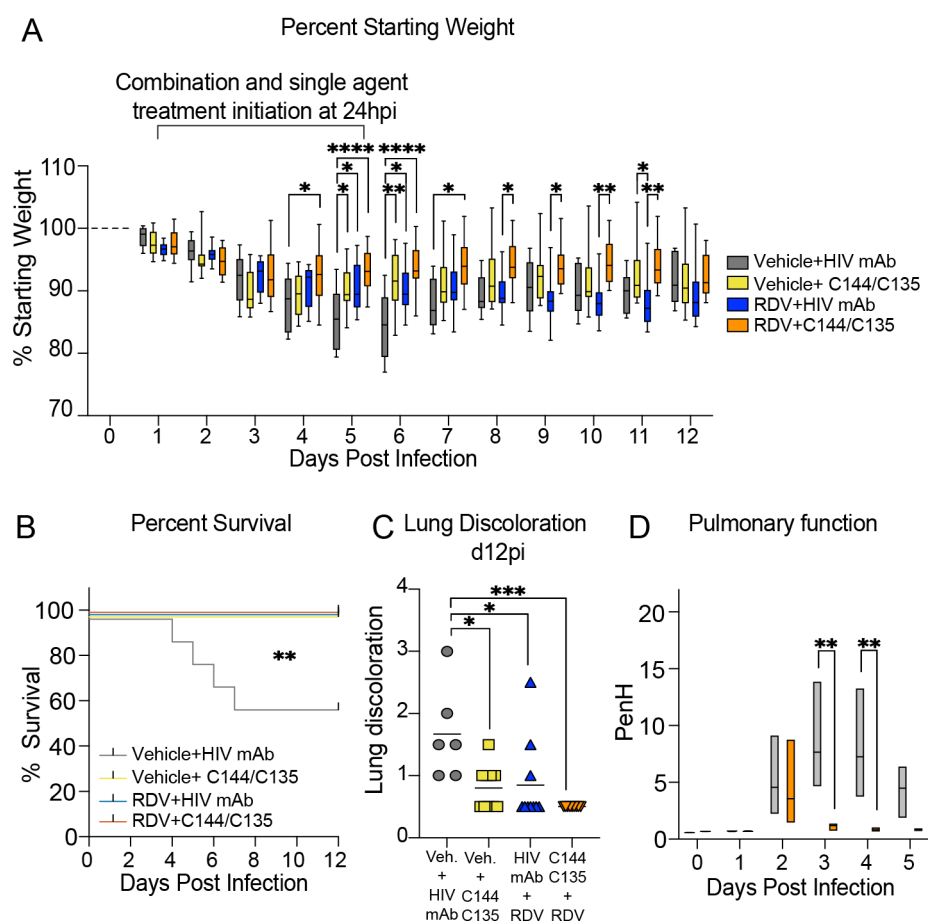 A
Percent Starting Weight
Combination and single agent
treatment initiation at 24hpi
% Starting Weight
110
100
90
80
70
****
*
*
*
****
*
**
*
*
*
**
*
**
0 1 2 3 4 5 6 7 8 9 10 11 12
Days Post Infection
Vehicle+HIV mAb
Vehicle+ C144/C135
RDV+HIV mAb
RDV+C144/C135
B
Percent Survival
% Survival
100
80
60
40
20
0
**
Vehicle+HIV mAb
Vehicle+ C144/C135
RDV+HIV mAb
RDV+C144/C135
0 2 4 6 8 10 12
Days Post Infection
C
Lung Discoloration
d12pi
Lung discoloration
4
3
2
1
0
***
*
*
Veh.
+
HIV
mAb
Veh.
+
C144
C135
HIV
mAb
+
RDV
C144
C135
+
RDV
D
Pulmonary function
PenH
20
15
10
5
0
**
**
0 1 2 3 4 5
Days Post Infection